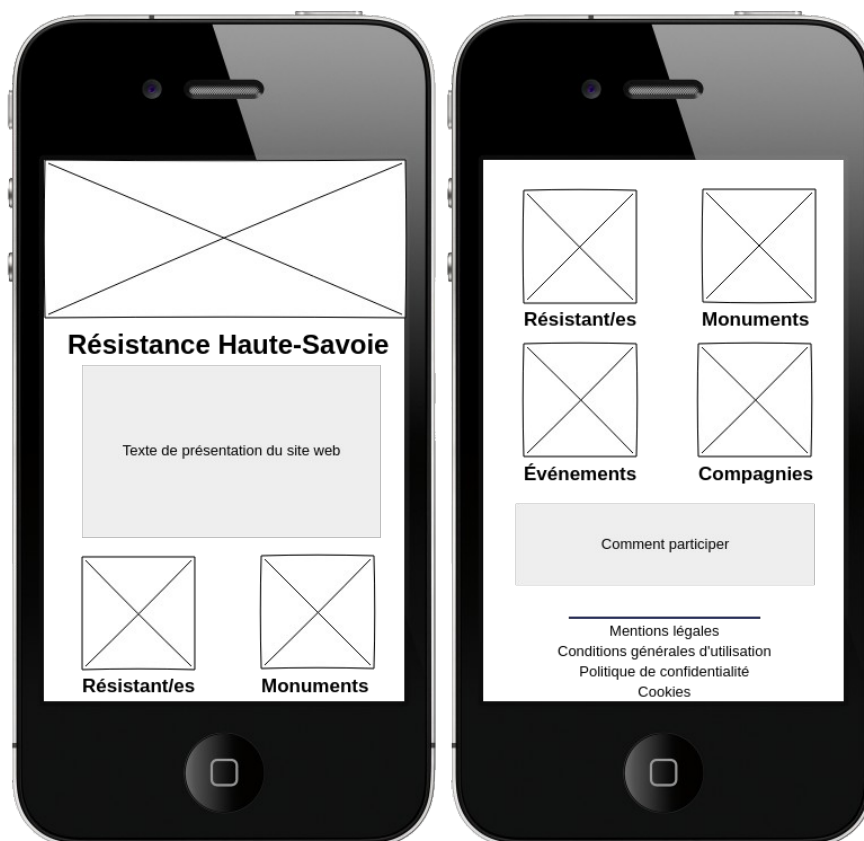 Résistance Haute-Savoie
Texte de présentation du site web
Résistant/es
Monuments
Résistant/es
Monuments
Événements
Compagnies
Comment participer
Mentions légales
Conditions générales d'utilisation
Politique de confidentialité
Cookies